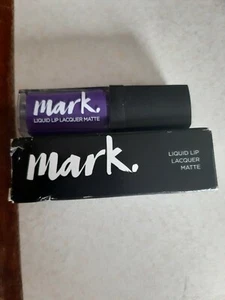 mark.
LIQUID LIP LACQUER MATTE
mark.
LIQUID LIP
LACQUER
MATTE